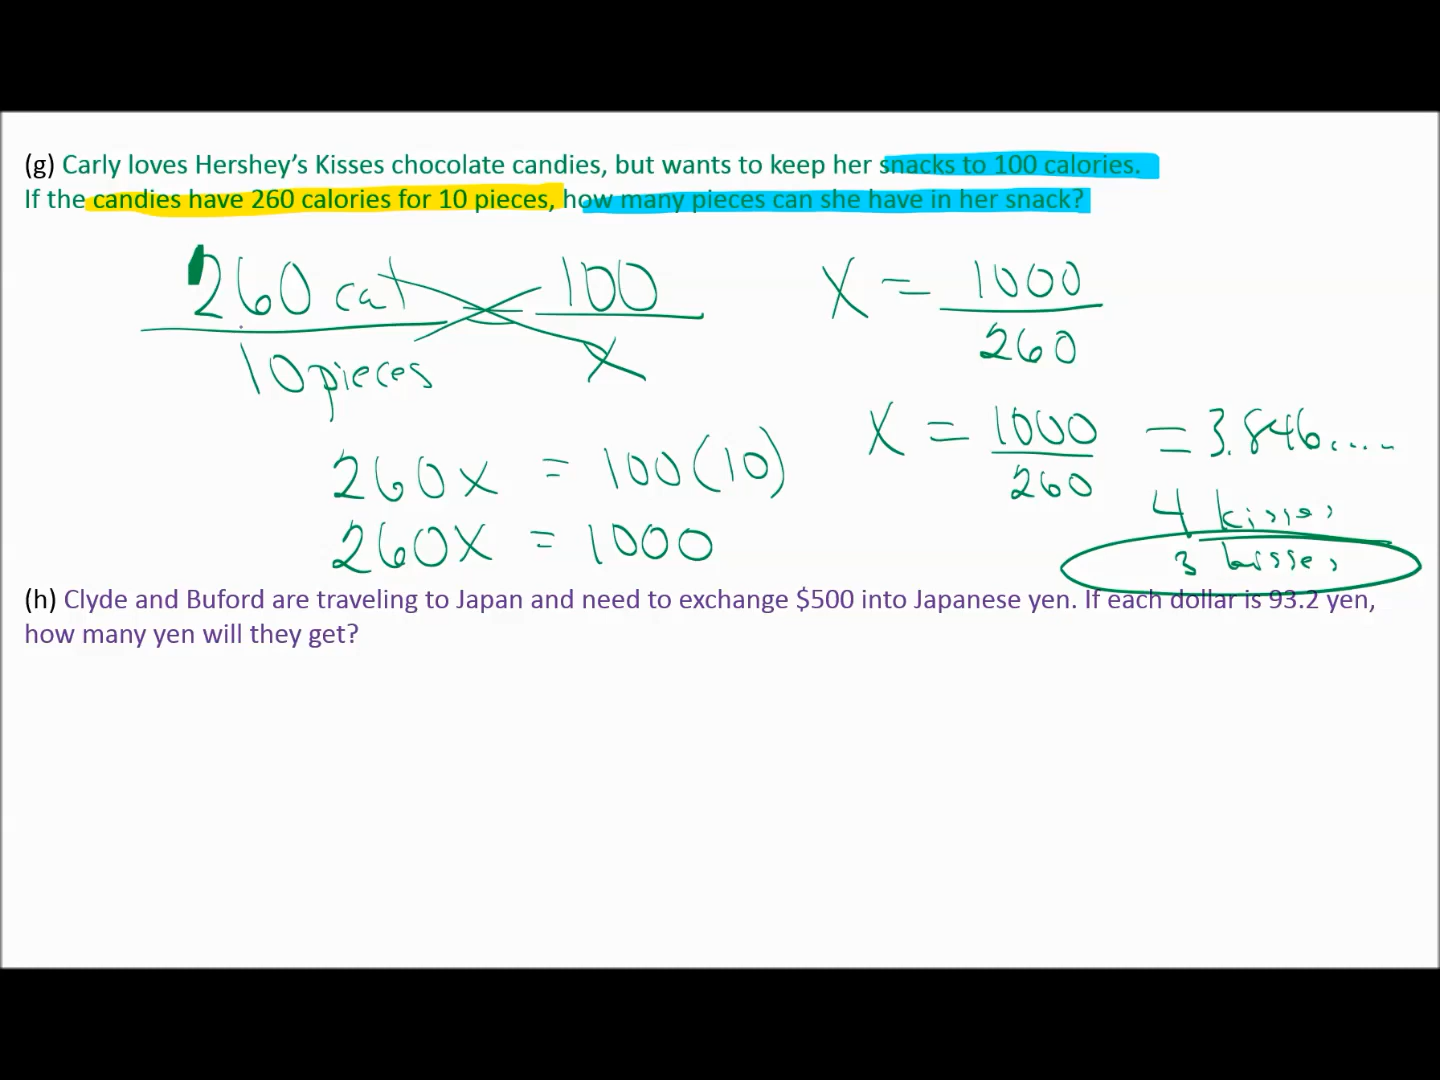 (g) Carly loves Hershey's Kisses chocolate candies, but wants to keep her snacks to 100 calories.
If the candies have 260 calories for 10 pieces, how many pieces can she have in her snack?
260 cal = 100
10 pieces x
260x = 100(10)
260x = 1000
X = 1000
260
X = 1000 = 3.846....
260
4 kisses
3 kisses
(h) Clyde and Buford are traveling to Japan and need to exchange $500 into Japanese yen. If each dollar is 93.2 yen,
how many yen will they get?